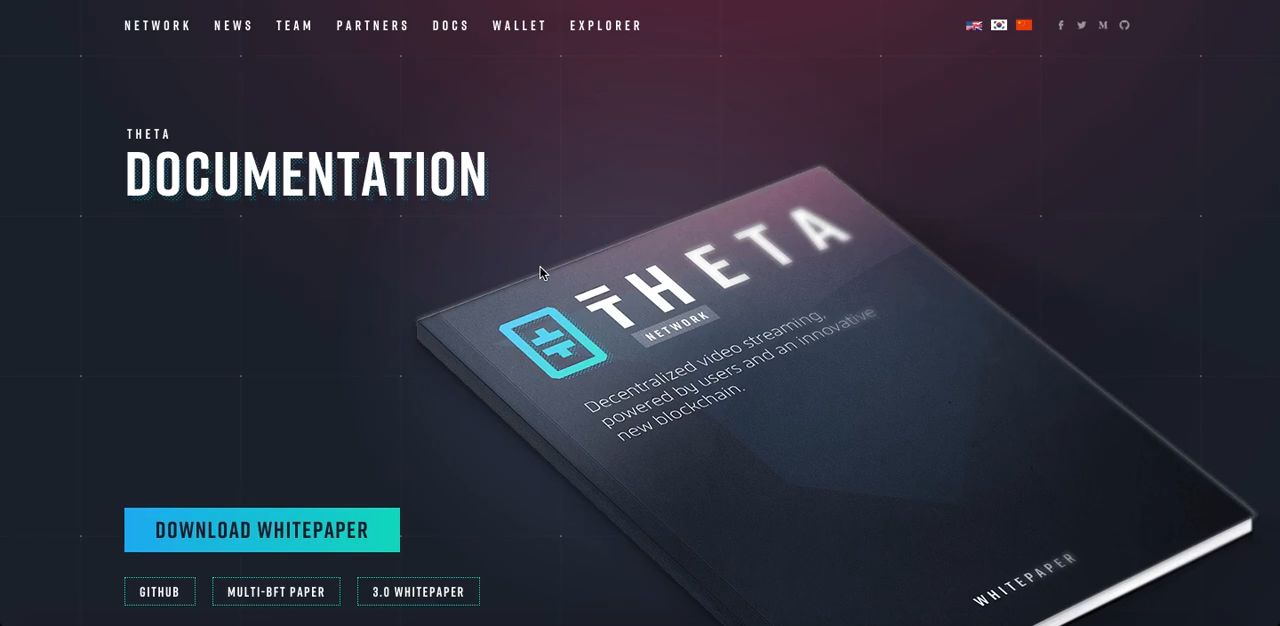 NETWORK NEWS TEAM PARTNERS DOCS WALLET EXPLORER
THETA
DOCUMENTATION
THETA
NETWORK
Decentralized video streaming,
powered by users and an innovative
new blockchain.
WHITEPAPER
DOWNLOAD WHITEPAPER
GITHUB MULTI-BFT PAPER 3.0 WHITEPAPER